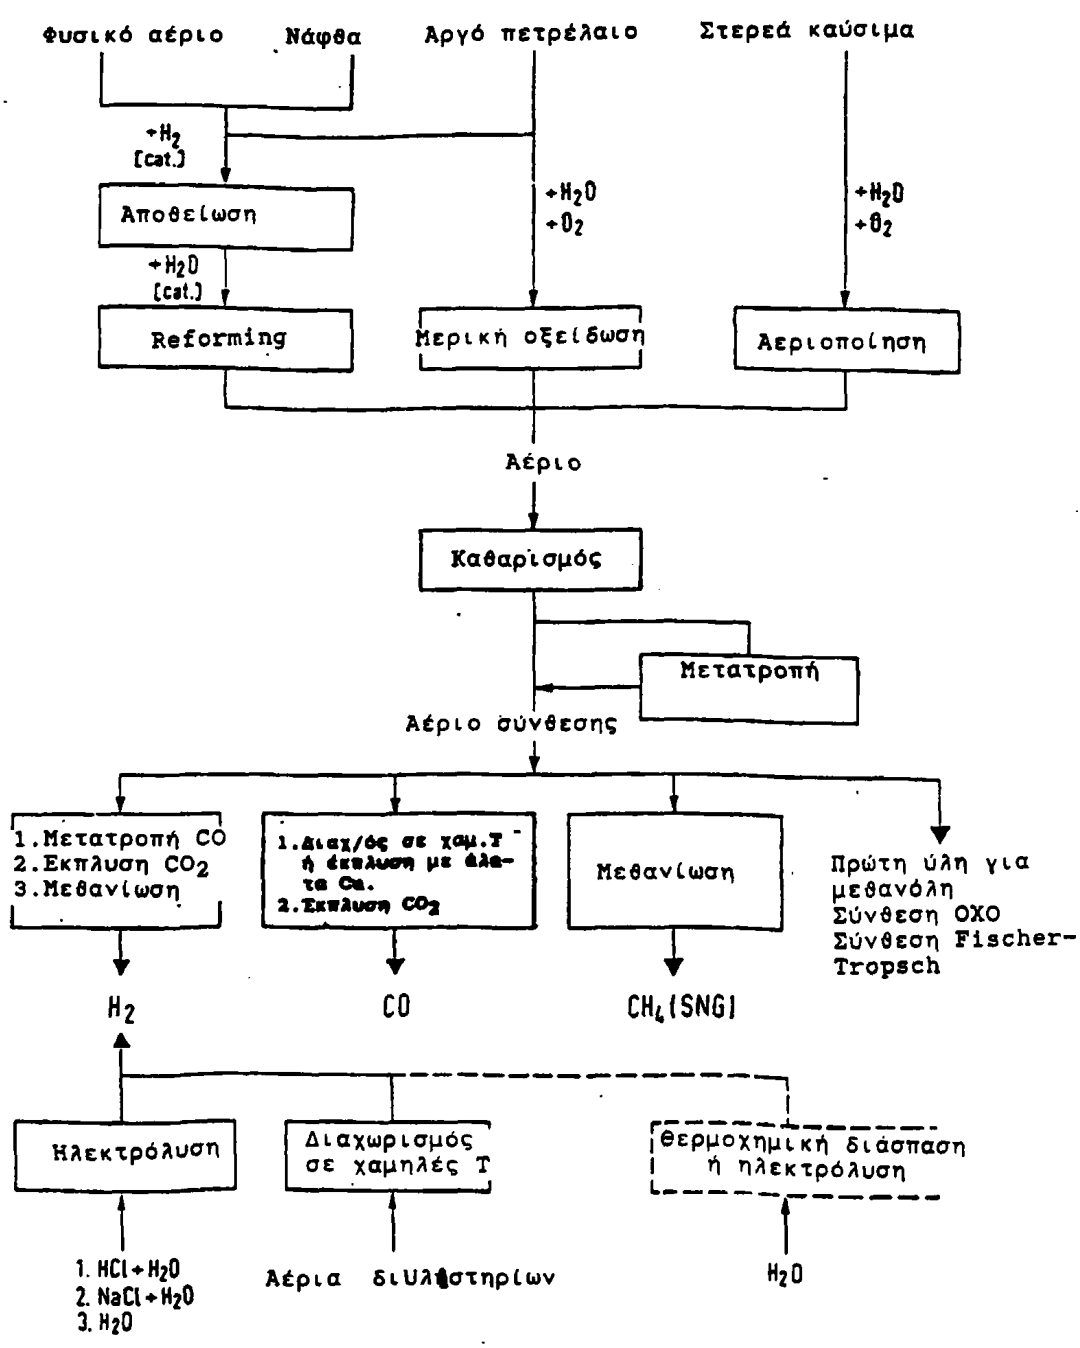 Φυσικό αέριο
Νάφθα
Αργό πετρέλαιο
Στερεά καύσιμα
+H₂
[cat.]
+H₂O
+O₂
+H₂O
+O₂
Αποθείωση
+H₂O
[cat.]
Reforming
Μερική οξείδωση
Αεριοποίηση
Αέριο
Καθαρισμός
Μετατροπή
Αέριο σύνθεσης
1.Μετατροπή CO
2.Εκπλυση CO₂
3.Μεθανίωση
1.Διαχ/ός σε χαμ.Τ
ή έκπλυση με άλα-
τα Cu.
2.Εκπλυση CO₂
Μεθανίωση
Πρώτη ύλη για
μεθανόλη
Σύνθεση OXO
Σύνθεση Fischer-
Tropsch
H₂
CO
CH₄(SNG)
Ηλεκτρόλυση
Διαχωρισμός
σε χαμηλές Τ
Θερμοχημική διάσπαση
ή ηλεκτρόλυση
1. HCl+H₂O
2. NaCl+H₂O
3. H₂O
Αέρια διυλιστηρίων
H₂O